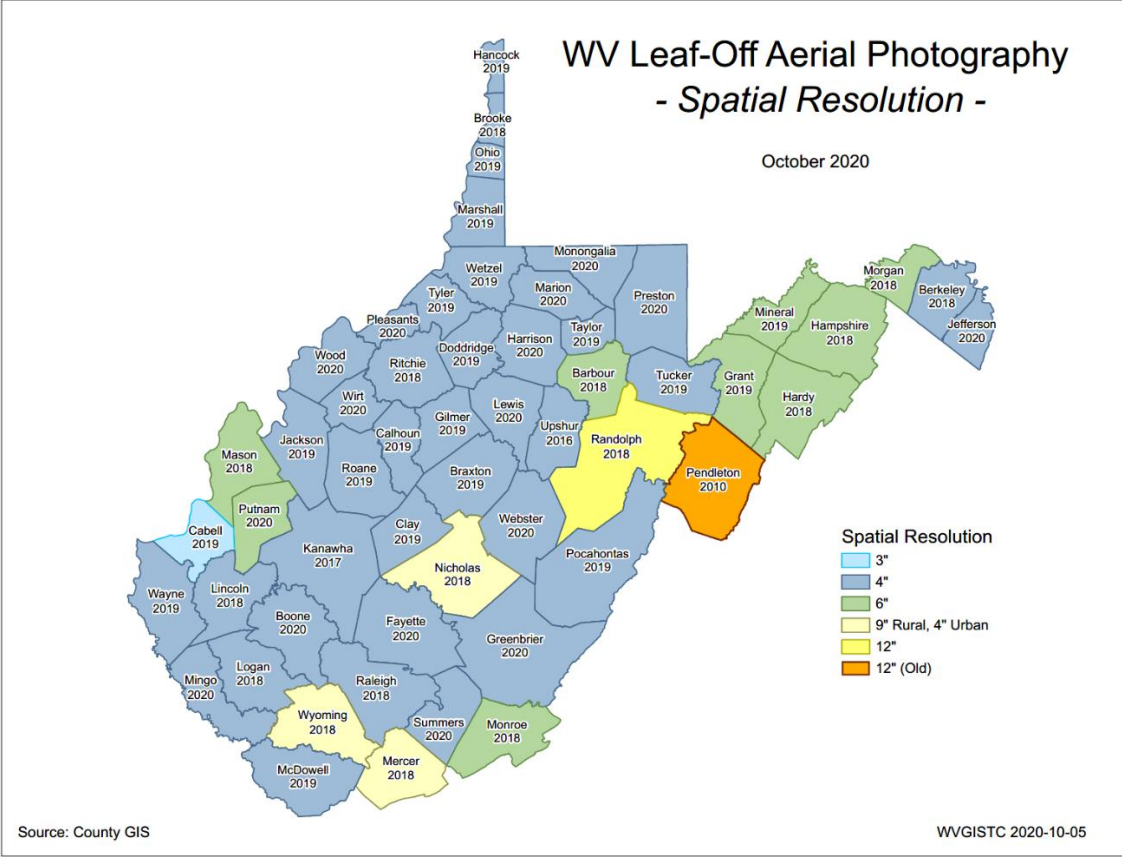 WV Leaf-Off Aerial Photography
- Spatial Resolution -
October 2020
Hancock
2019
Brooke
2018
Ohio
2019
Marshall
2019
Wetzel
2019
Monongalia
2020
Marion
2020
Preston
2020
Tyler
2019
Pleasants
2020
Doddridge
2019
Harrison
2020
Taylor
2019
Morgan
2018
Berkeley
2018
Jefferson
2020
Mineral
2019
Hampshire
2018
Wood
2020
Ritchie
2018
Barbour
2018
Tucker
2019
Grant
2019
Hardy
2018
Wirt
2020
Lewis
2020
Gilmer
2019
Upshur
2016
Calhoun
2019
Jackson
2019
Randolph
2018
Mason
2018
Roane
2019
Braxton
2019
Pendleton
2010
Putnam
2020
Cabell
2019
Clay
2019
Webster
2020
Kanawha
2017
Pocahontas
2019
Nicholas
2018
Wayne
2019
Lincoln
2018
Boone
2020
Fayette
2020
Greenbrier
2020
Logan
2018
Mingo
2020
Raleigh
2018
Wyoming
2018
Summers
2020
Monroe
2018
McDowell
2019
Mercer
2018
Spatial Resolution
3"
4"
6"
9" Rural, 4" Urban
12"
12" (Old)
Source: County GIS
WVGISTC 2020-10-05